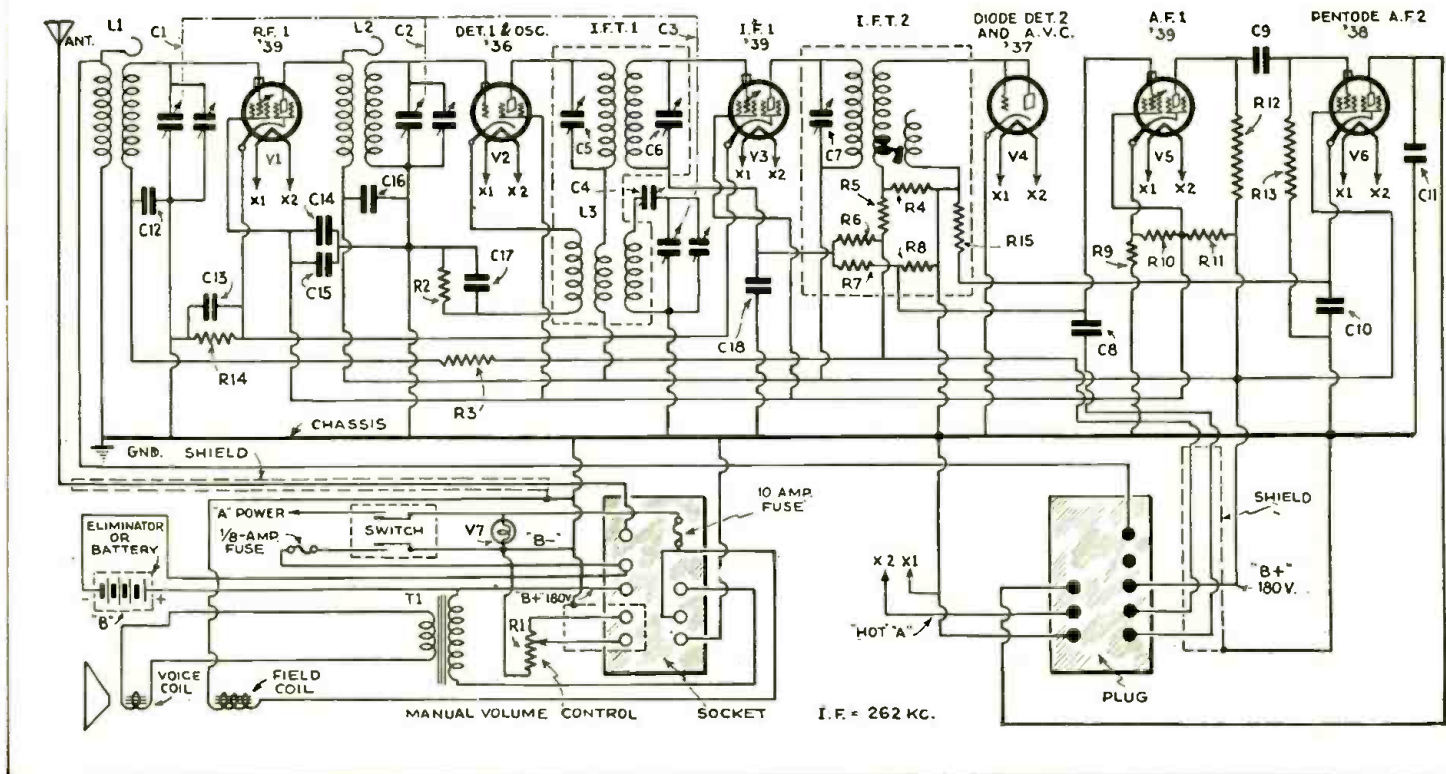 ANT.
L1
C1
R.F. 1
'39
L2
C2
DET. 1 & OSC.
'36
I.F.T. 1
C3
I.F. 1
'39
I.F.T. 2
DIODE DET. 2
AND A.V.C.
'37
A.F. 1
'39
C9
PENTODE A.F. 2
'38
V1
X1 X2
C12
C13
R14
C14
C15
C16
V2
X1 X2
R2
C17
R3
C5
C6
C4
L3
V3
X1 X2
C18
C7
R5
R4
R6
R7
R8
R15
V4
X1 X2
C8
V5
X1 X2
R9
R10
R11
R12
R13
V6
X1 X2
C10
C11
CHASSIS
GND.
SHIELD
"A" POWER
1/8-AMP.
FUSE
SWITCH
V7
"B-"
10 AMP.
FUSE
ELIMINATOR
OR
BATTERY
- +
"B"
T1
"B+" 180V.
R1
VOICE
COIL
FIELD
COIL
MANUAL VOLUME CONTROL
SOCKET
I.F. = 262 KC.
X2 X1
"HOT" "A"
SHIELD
"B+"
180 V.
PLUG